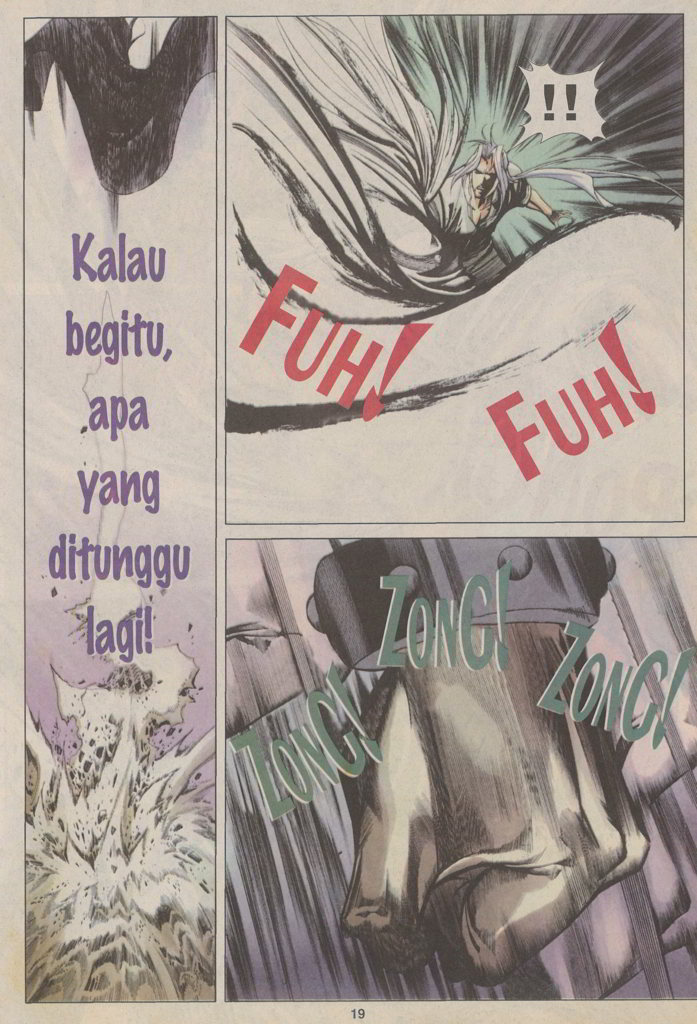 Kalau
begitu,
apa
yang
ditunggu
lagi!
!!
FUH!
FUH!
ZONG!
ZONG!
ZONG!
19